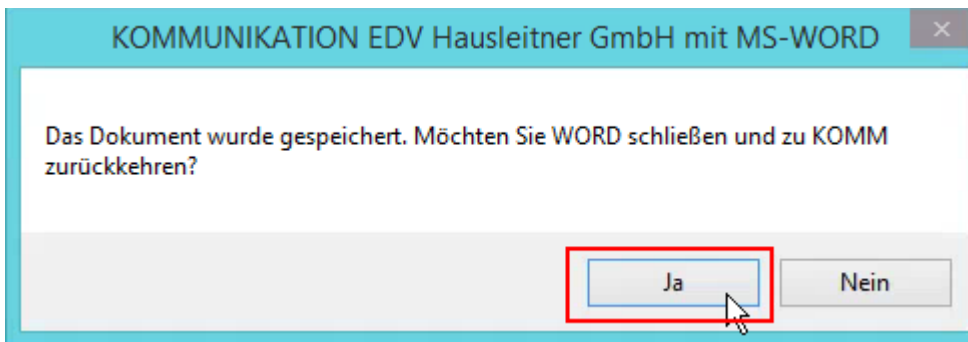 KOMMUNIKATION EDV Hausleitner GmbH mit MS-WORD
Das Dokument wurde gespeichert. Möchten Sie WORD schließen und zu KOMM
zurückkehren?
Ja
Nein